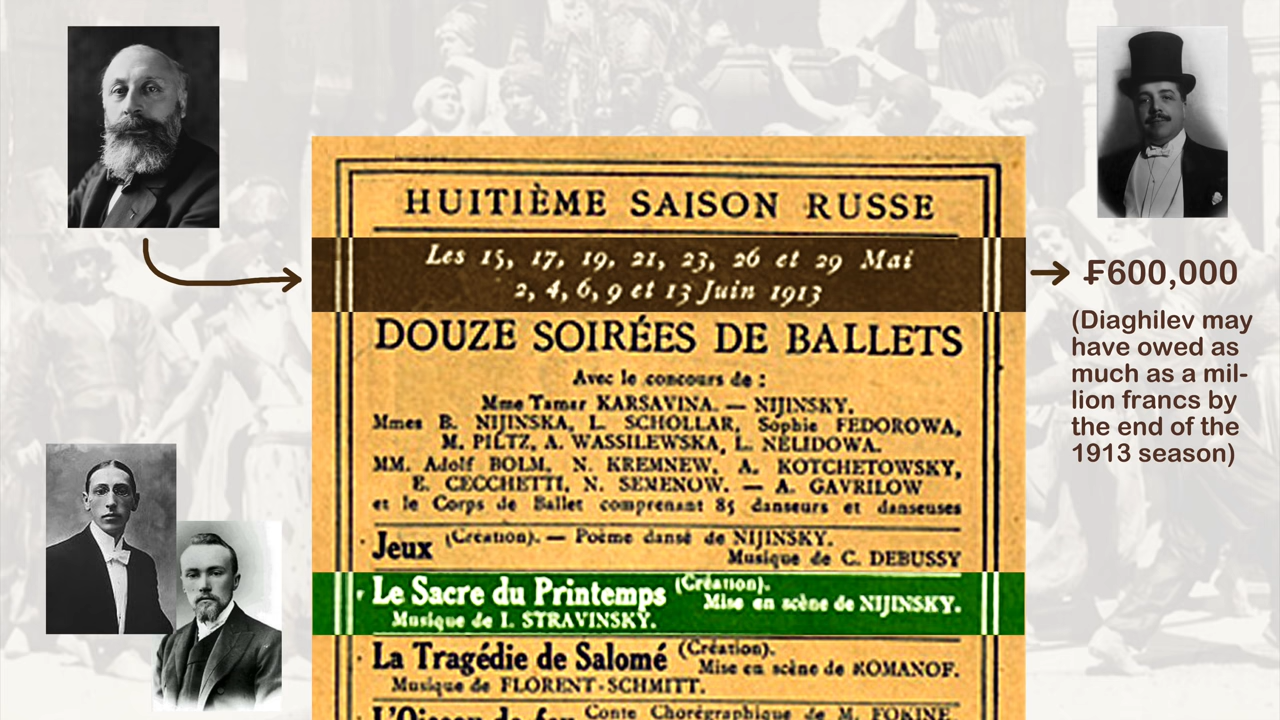 HUITIÈME SAISON RUSSE
Les 15, 17, 19, 21, 23, 26 et 29 Mai
2, 4, 6, 9 et 13 Juin 1913
DOUZE SOIRÉES DE BALLETS
Avec le concours de :
Mme Tamar KARSAVINA. — NIJINSKY.
Mmes B. NIJINSKA, L. SCHOLLAR, Sophie FEDOROWA,
M. PILTZ, A. WASSILEWSKA, L. NELIDOWA.
MM. Adolf BOLM, N. KREMNEW, A. KOTCHETOWSKY,
E. CECCHETTI, N. SEMENOW. — A. GAVRILOW
et le Corps de Ballet comprenant 85 danseurs et danseuses
Jeux (Création). — Poème dansé de NIJINSKY.
Musique de C. DEBUSSY
Le Sacre du Printemps (Création).
Mise en scène de NIJINSKY.
Musique de I. STRAVINSKY.
La Tragédie de Salomé (Création).
Mise en scène de ROMANOF.
Musique de FLORENT-SCHMITT.
L'Oiseau de feu Conte Chorégraphique de M. FOKINE.
₣600,000
(Diaghilev may
have owed as
much as a mil-
lion francs by
the end of the
1913 season)